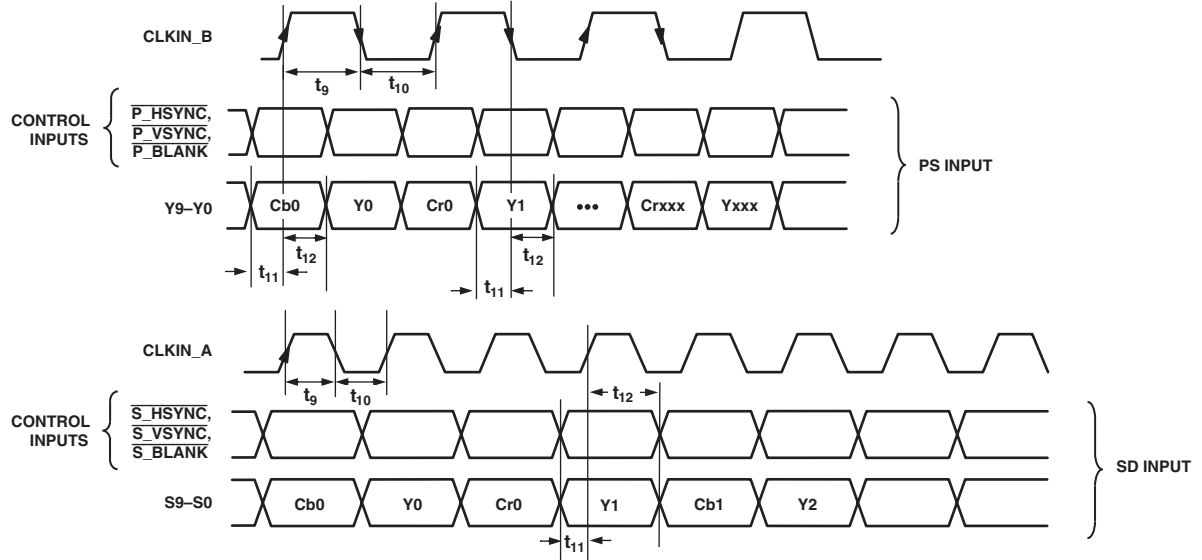 CLKIN_B
t9
t10
CONTROL INPUTS
P_HSYNC,
P_VSYNC,
P_BLANK
PS INPUT
Y9–Y0
Cb0
Y0
Cr0
Y1
•••
Crxxx
Yxxx
t12
t12
t11
t11
CLKIN_A
t9
t10
t12
CONTROL INPUTS
S_HSYNC,
S_VSYNC,
S_BLANK
SD INPUT
S9–S0
Cb0
Y0
Cr0
Y1
Cb1
Y2
t11